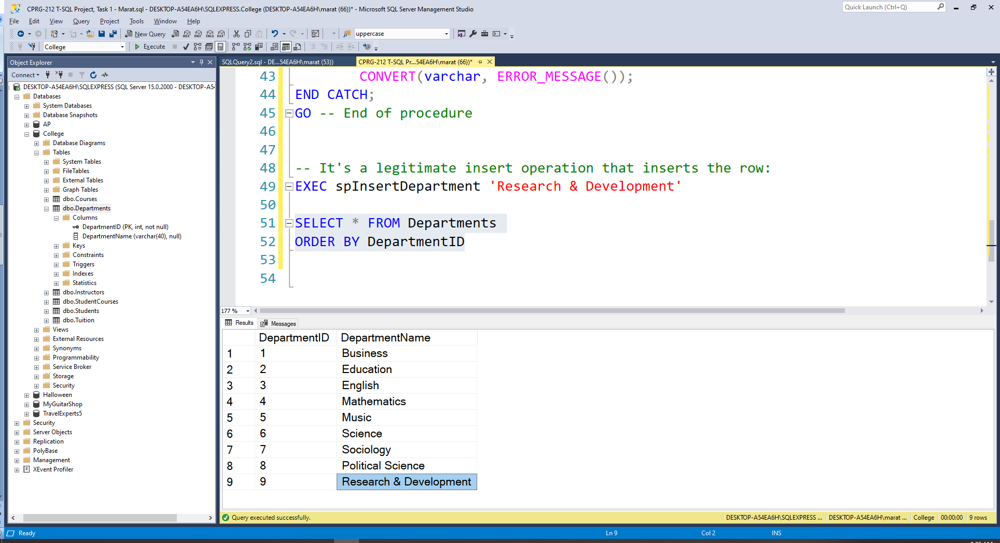 CPRG-212 T-SQL Project, Task 1 - Marat.sql - DESKTOP-A54EA6H\SQLEXPRESS.College (DESKTOP-A54EA6H\marat (66))* - Microsoft SQL Server Management Studio
Quick Launch (Ctrl+Q)
File Edit View Query Project Tools Window Help
New Query MDX DMX XMLA DAX uppercase
College Execute
Object Explorer
SQLQuery2.sql - DE...54EA6H\marat (53))
CPRG-212 T-SQL Pr...54EA6H\marat (66))*
Connect
DESKTOP-A54EA6H\SQLEXPRESS (SQL Server 15.0.2000 - DESKTOP-A54
Databases
System Databases
Database Snapshots
AP
College
Database Diagrams
Tables
System Tables
FileTables
External Tables
Graph Tables
dbo.Courses
dbo.Departments
Columns
DepartmentID (PK, int, not null)
DepartmentName (varchar(40), null)
Keys
Constraints
Triggers
Indexes
Statistics
dbo.Instructors
dbo.StudentCourses
dbo.Students
dbo.Tuition
Views
External Resources
Synonyms
Programmability
Service Broker
Storage
Security
Halloween
MyGuitarShop
TravelExperts5
Security
Server Objects
Replication
PolyBase
Management
XEvent Profiler
43 CONVERT(varchar, ERROR_MESSAGE());
44 END CATCH;
45 GO -- End of procedure
46
47
48 -- It's a legitimate insert operation that inserts the row:
49 EXEC spInsertDepartment 'Research & Development'
50
51 SELECT * FROM Departments
52 ORDER BY DepartmentID
53
54
177 %
Results Messages
DepartmentID DepartmentName
1 1 Business
2 2 Education
3 3 English
4 4 Mathematics
5 5 Music
6 6 Science
7 7 Sociology
8 8 Political Science
9 9 Research & Development
Query executed successfully.
DESKTOP-A54EA6H\SQLEXPRESS ... DESKTOP-A54EA6H\marat ... College 00:00:00 9 rows
Ready Ln 9 Col 2 INS